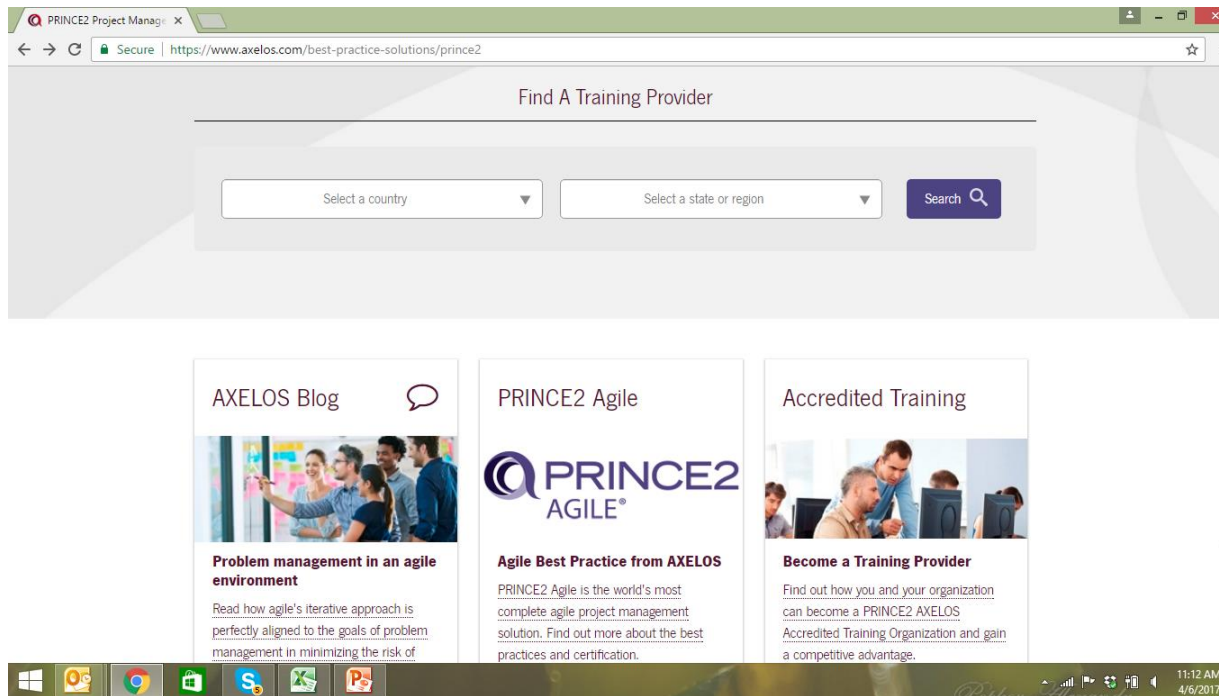 PRINCE2 Project Manage
Secure | https://www.axelos.com/best-practice-solutions/prince2
Find A Training Provider
Select a country
Select a state or region
Search
AXELOS Blog
Problem management in an agile
environment
Read how agile's iterative approach is
perfectly aligned to the goals of problem
management in minimizing the risk of
PRINCE2 Agile
PRINCE2
AGILE®
Agile Best Practice from AXELOS
PRINCE2 Agile is the world's most
complete agile project management
solution. Find out more about the best
practices and certification.
Accredited Training
Become a Training Provider
Find out how you and your organization
can become a PRINCE2 AXELOS
Accredited Training Organization and gain
a competitive advantage.
11:12 AM
4/6/2017